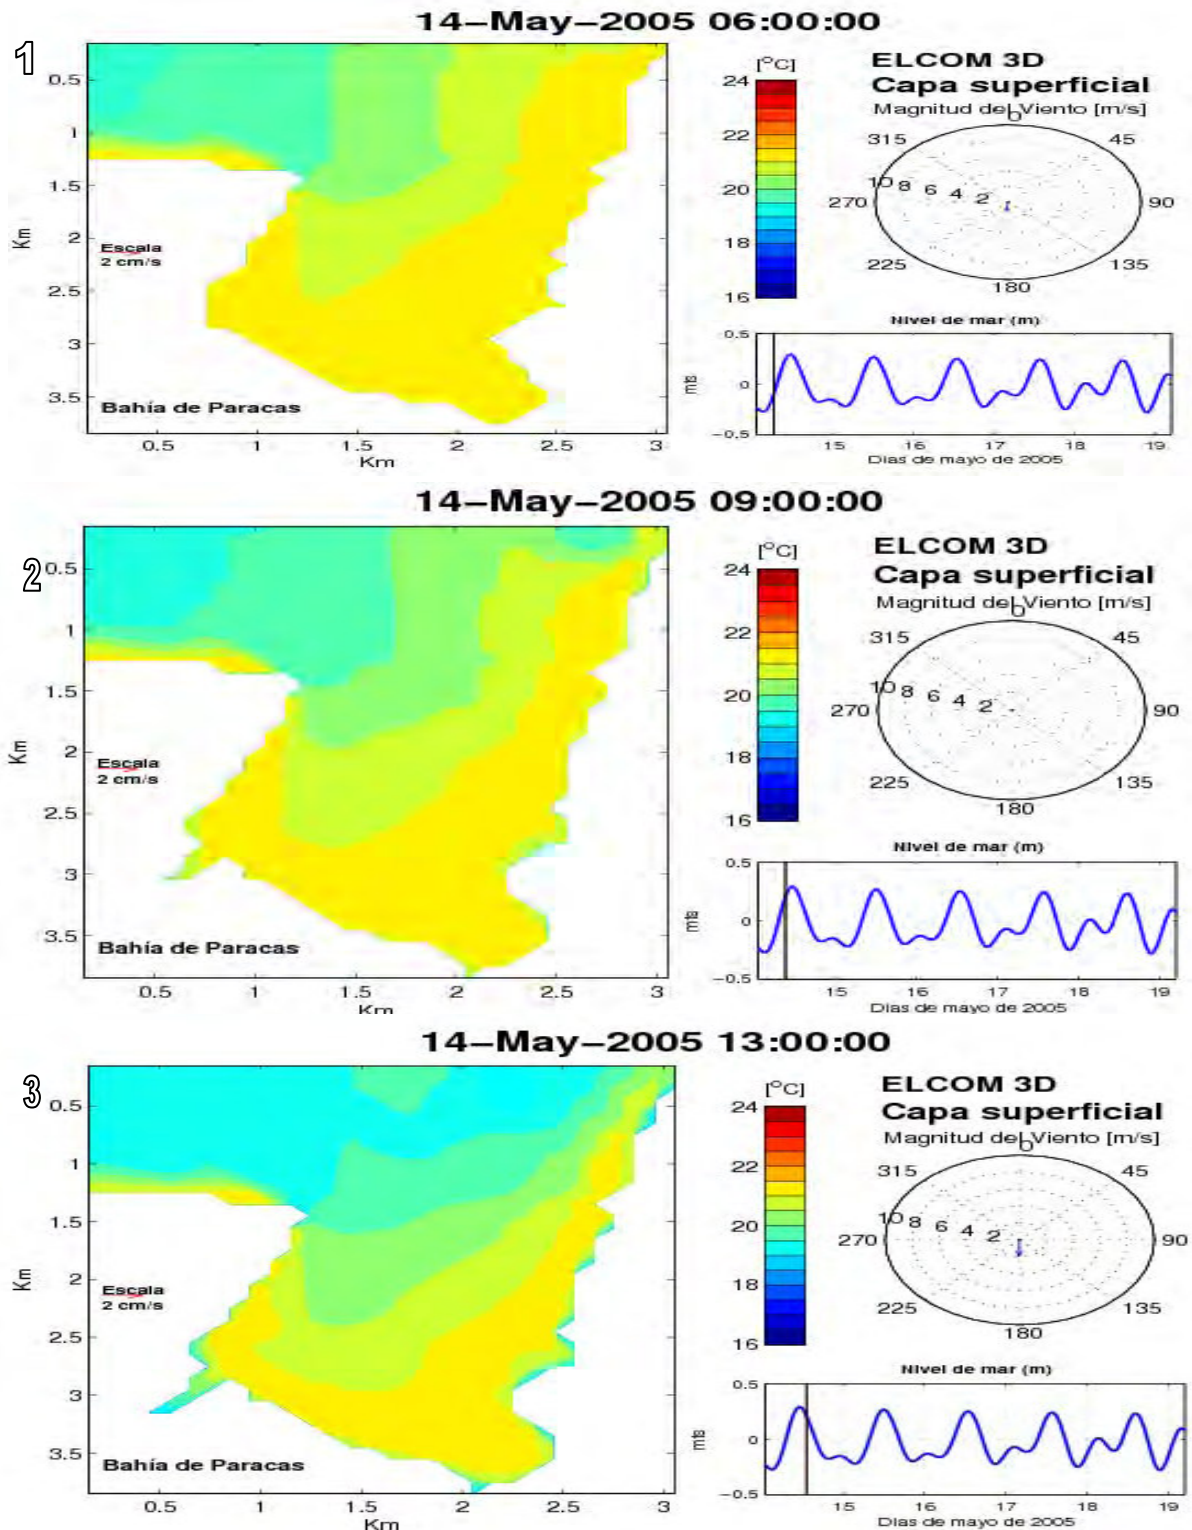 14-May-2005 06:00:00
1
0.5
1
1.5
2
2.5
3
3.5
Km
Escala
2 cm/s
Bahía de Paracas
0.5 1 1.5 2 2.5 3
Km
[°C]
24
22
20
18
16
ELCOM 3D
Capa superficial
Magnitud del Viento [m/s]
0
315 45
10 8 6 4 2
270 90
225 135
180
Nivel de mar (m)
0.5
0
-0.5
mts
15 16 17 18 19
Dias de mayo de 2005
14-May-2005 09:00:00
2
0.5
1
1.5
2
2.5
3
3.5
Km
Escala
2 cm/s
Bahía de Paracas
0.5 1 1.5 2 2.5 3
Km
[°C]
24
22
20
18
16
ELCOM 3D
Capa superficial
Magnitud del Viento [m/s]
0
315 45
10 8 6 4 2
270 90
225 135
180
Nivel de mar (m)
0.5
0
-0.5
mts
15 16 17 18 19
Dias de mayo de 2005
14-May-2005 13:00:00
3
0.5
1
1.5
2
2.5
3
3.5
Km
Escala
2 cm/s
Bahía de Paracas
0.5 1 1.5 2 2.5 3
Km
[°C]
24
22
20
18
16
ELCOM 3D
Capa superficial
Magnitud del Viento [m/s]
0
315 45
10 8 6 4 2
270 90
225 135
180
Nivel de mar (m)
0.5
0
-0.5
mts
15 16 17 18 19
Dias de mayo de 2005